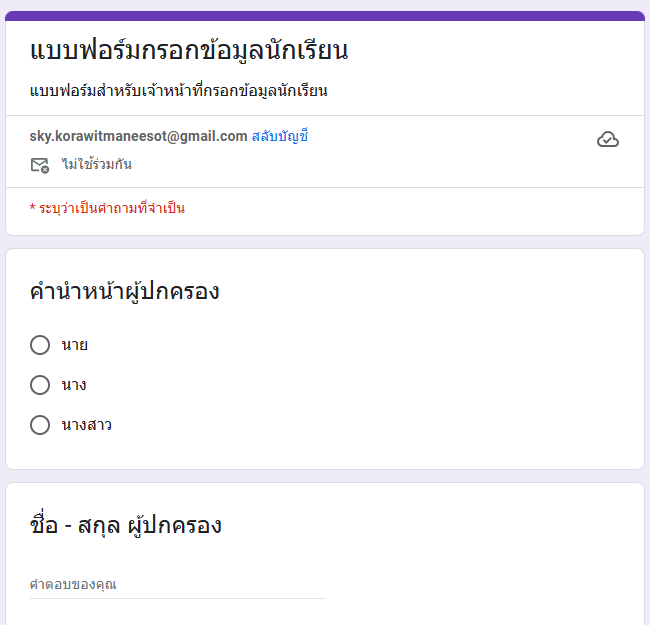 แบบฟอร์มกรอกข้อมูลนักเรียน
แบบฟอร์มสำหรับเจ้าหน้าที่กรอกข้อมูลนักเรียน
sky.korawitmaneesot@gmail.com สลับบัญชี
ไม่ใช้ร่วมกัน
* ระบุว่าเป็นคำถามที่จำเป็น
คำนำหน้าผู้ปกครอง
นาย
นาง
นางสาว
ชื่อ - สกุล ผู้ปกครอง
คำตอบของคุณ